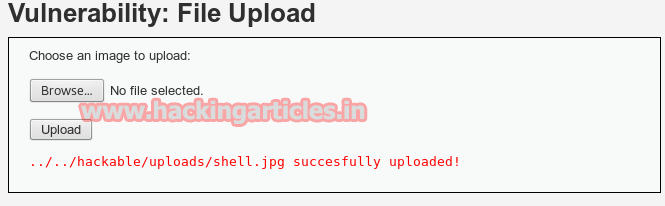 Vulnerability: File Upload
Choose an image to upload:
Browse... No file selected.
www.hackingarticles.in
Upload
../../hackable/uploads/shell.jpg succesfully uploaded!